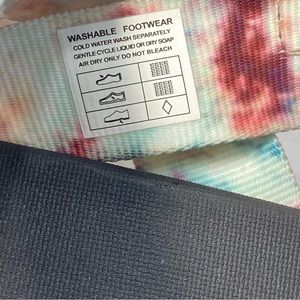 WASHABLE FOOTWEAR
COLD WATER WASH SEPARATELY
GENTLE CYCLE LIQUID OR DRY SOAP
AIR DRY ONLY DO NOT BLEACH